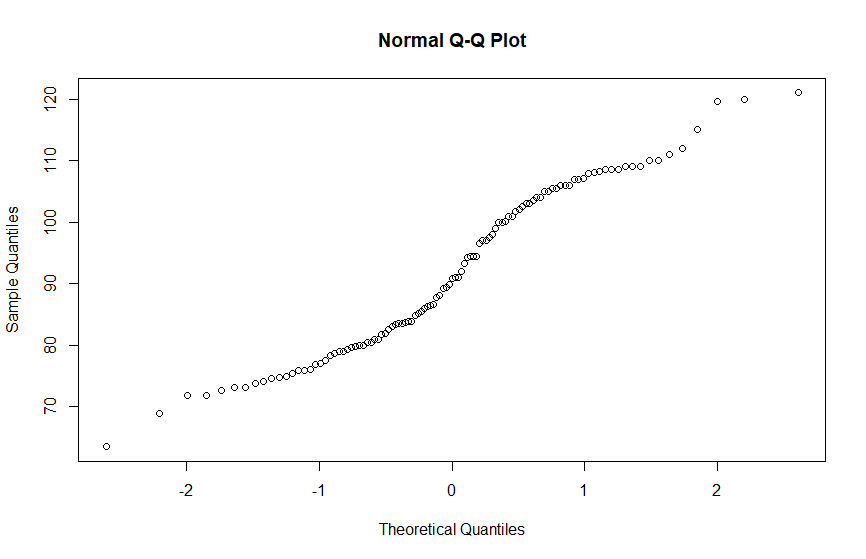 Normal Q-Q Plot
120
110
100
90
80
70
Sample Quantiles
-2 -1 0 1 2
Theoretical Quantiles